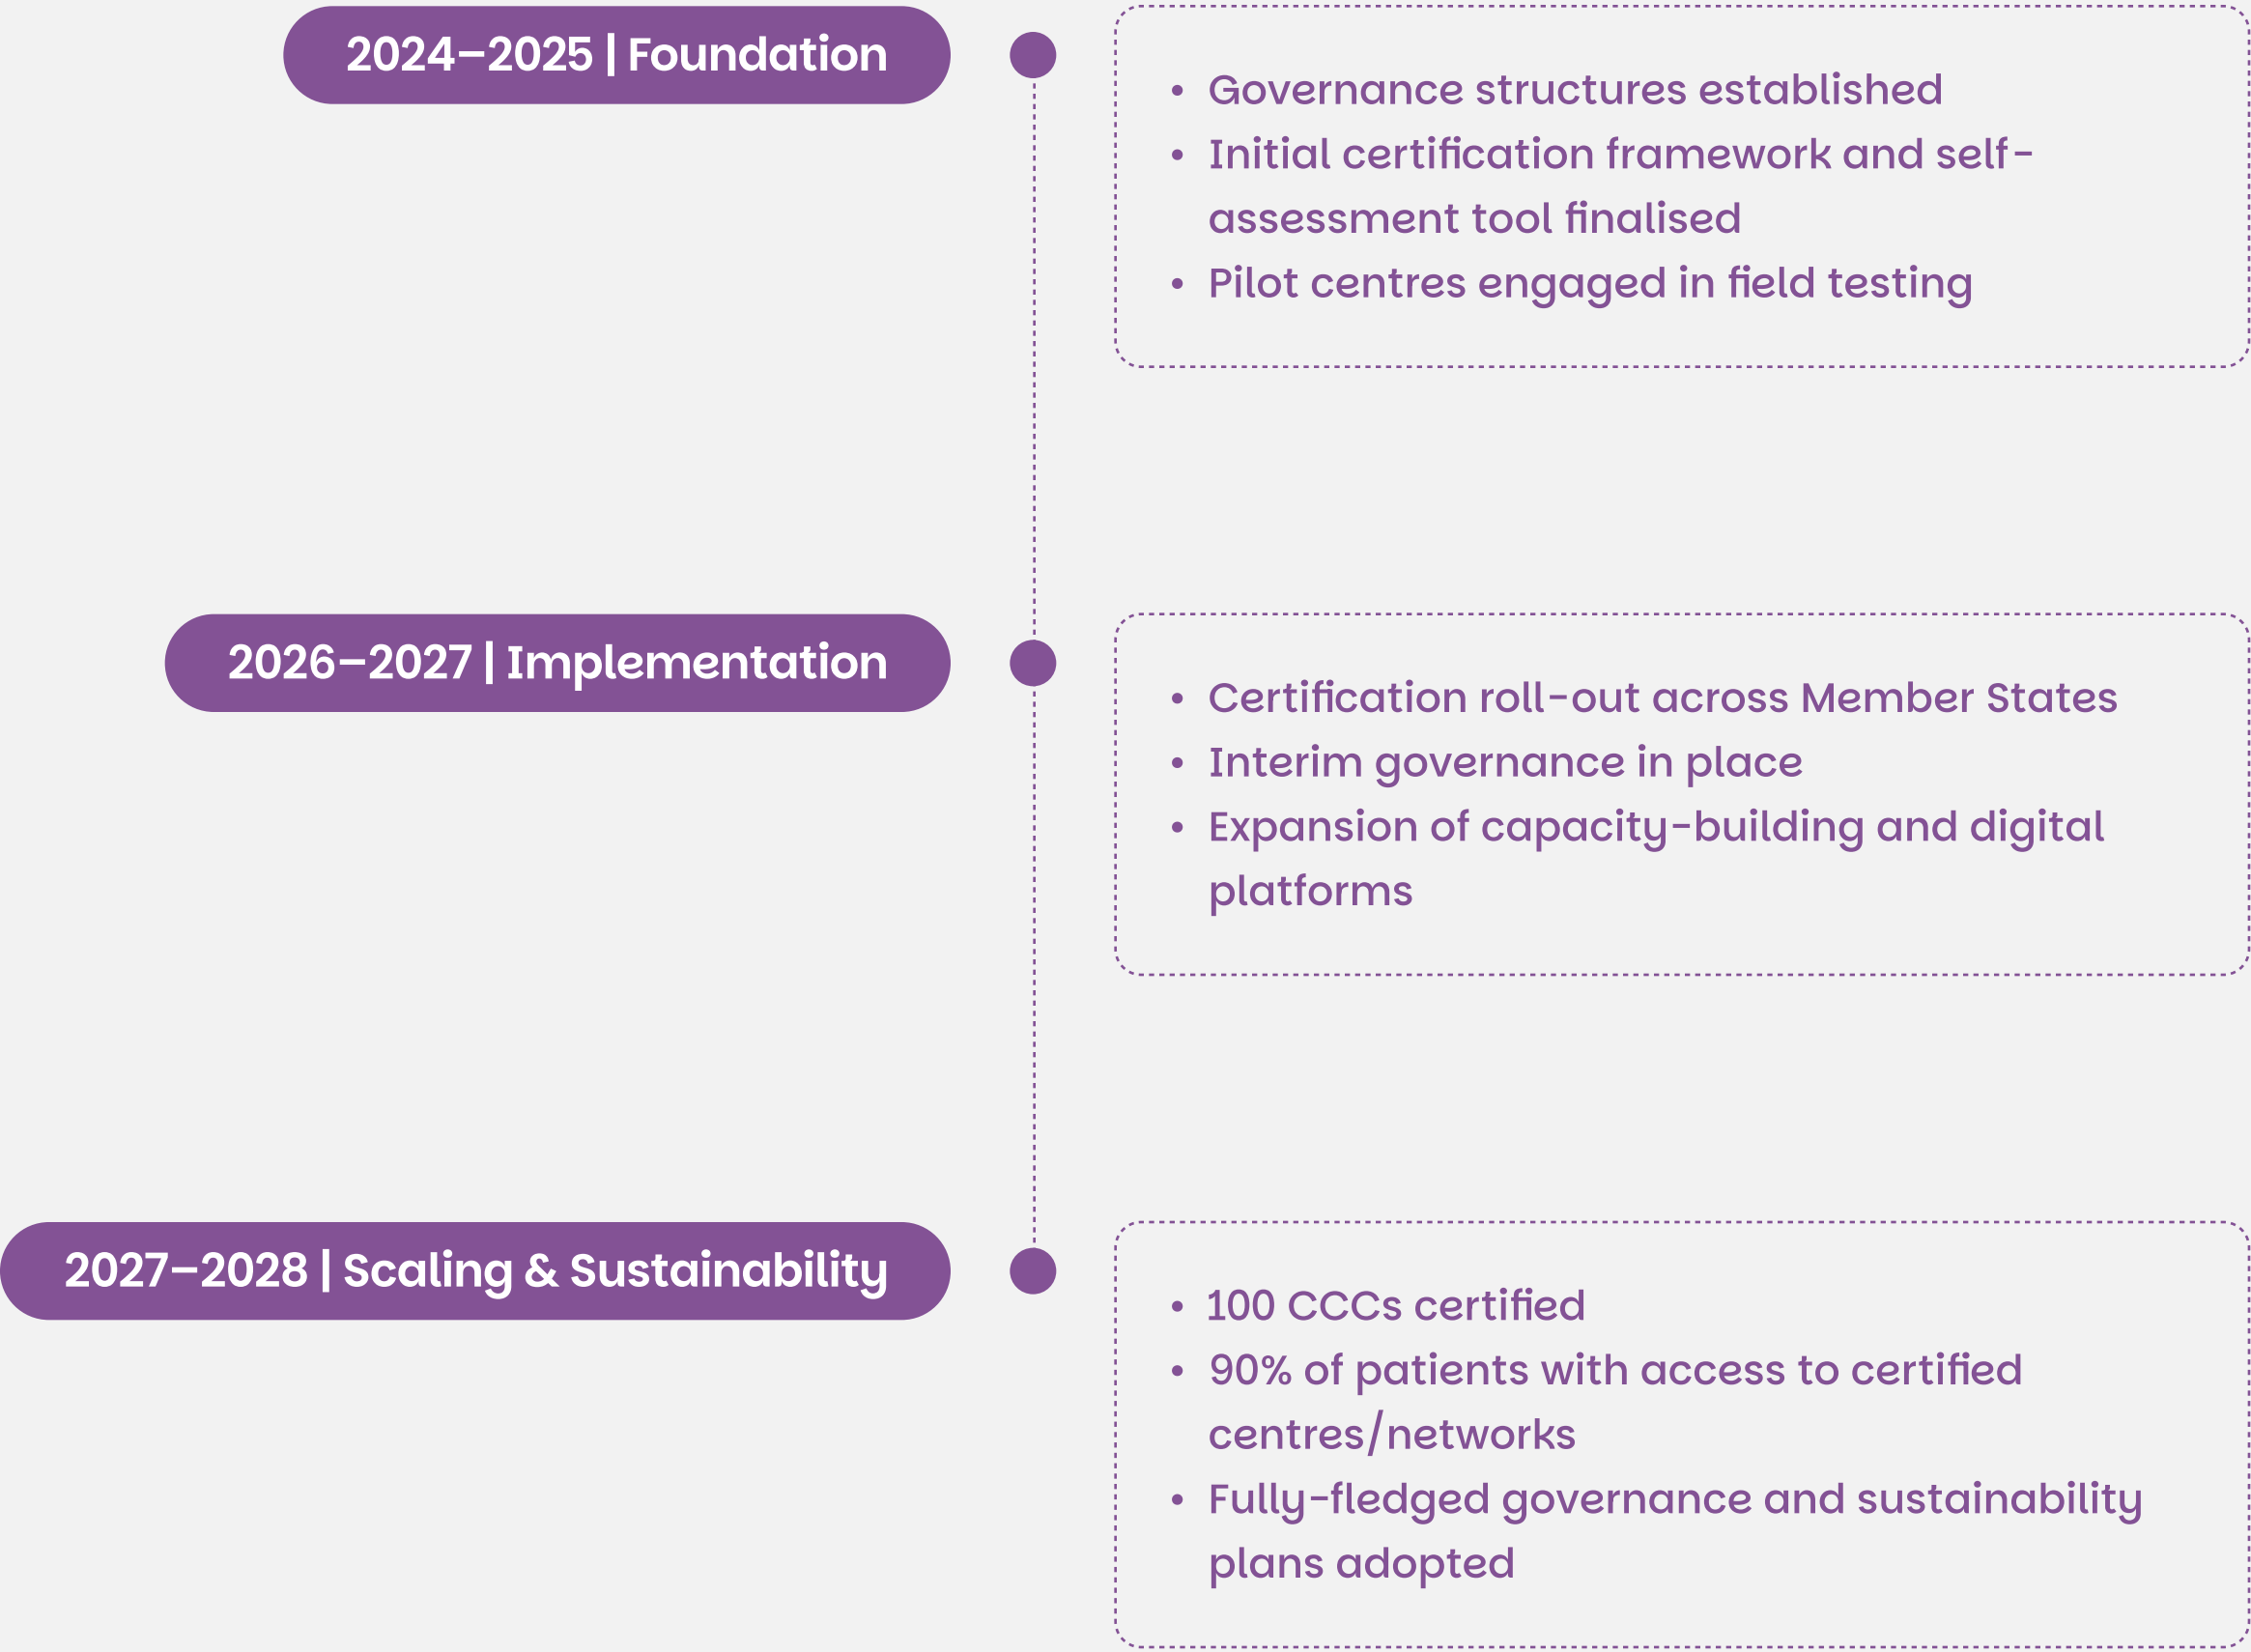 2024–2025 | Foundation
• Governance structures established
• Initial certification framework and self-
assessment tool finalised
• Pilot centres engaged in field testing
2026–2027 | Implementation
• Certification roll-out across Member States
• Interim governance in place
• Expansion of capacity-building and digital
platforms
2027–2028 | Scaling & Sustainability
• 100 CCCs certified
• 90% of patients with access to certified
centres/networks
• Fully-fledged governance and sustainability
plans adopted